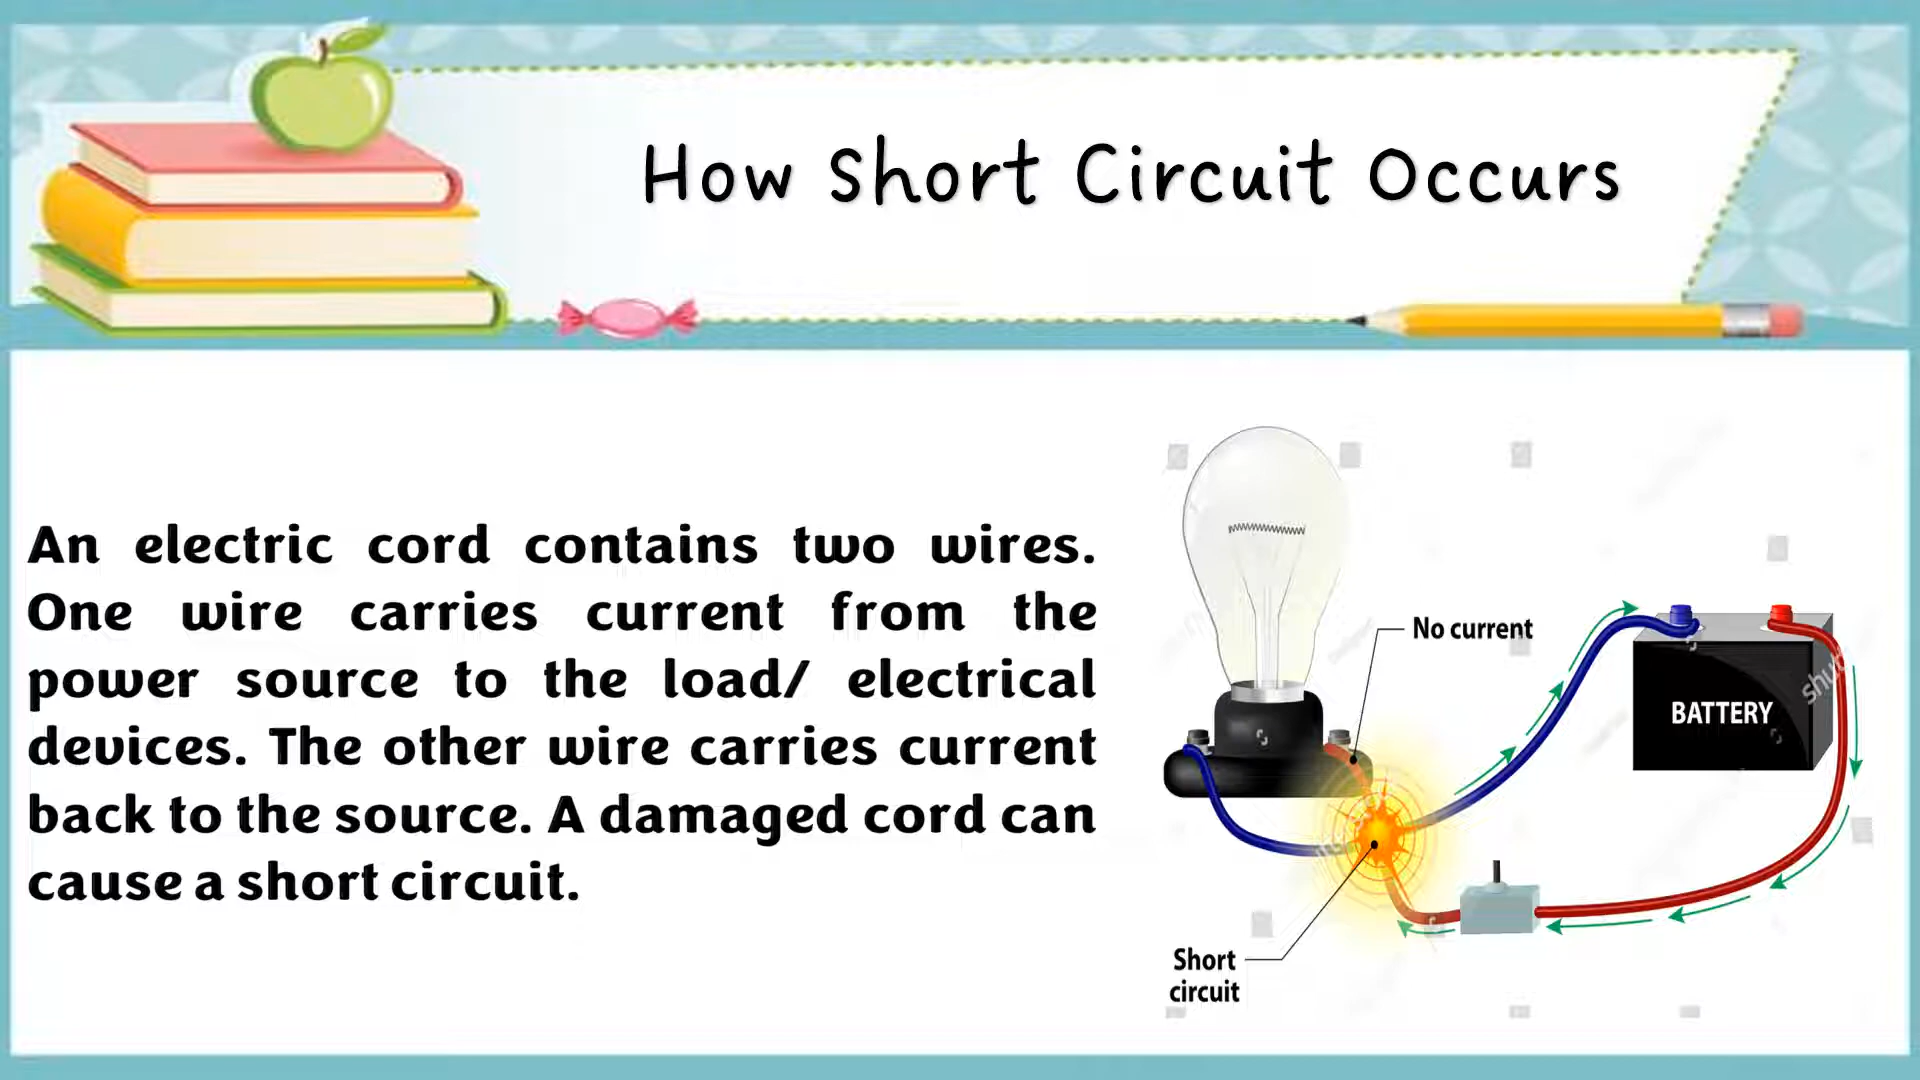 How Short Circuit Occurs
An electric cord contains two wires.
One wire carries current from the
power source to the load/ electrical
devices. The other wire carries current
back to the source. A damaged cord can
cause a short circuit.
No current
BATTERY
Short
circuit